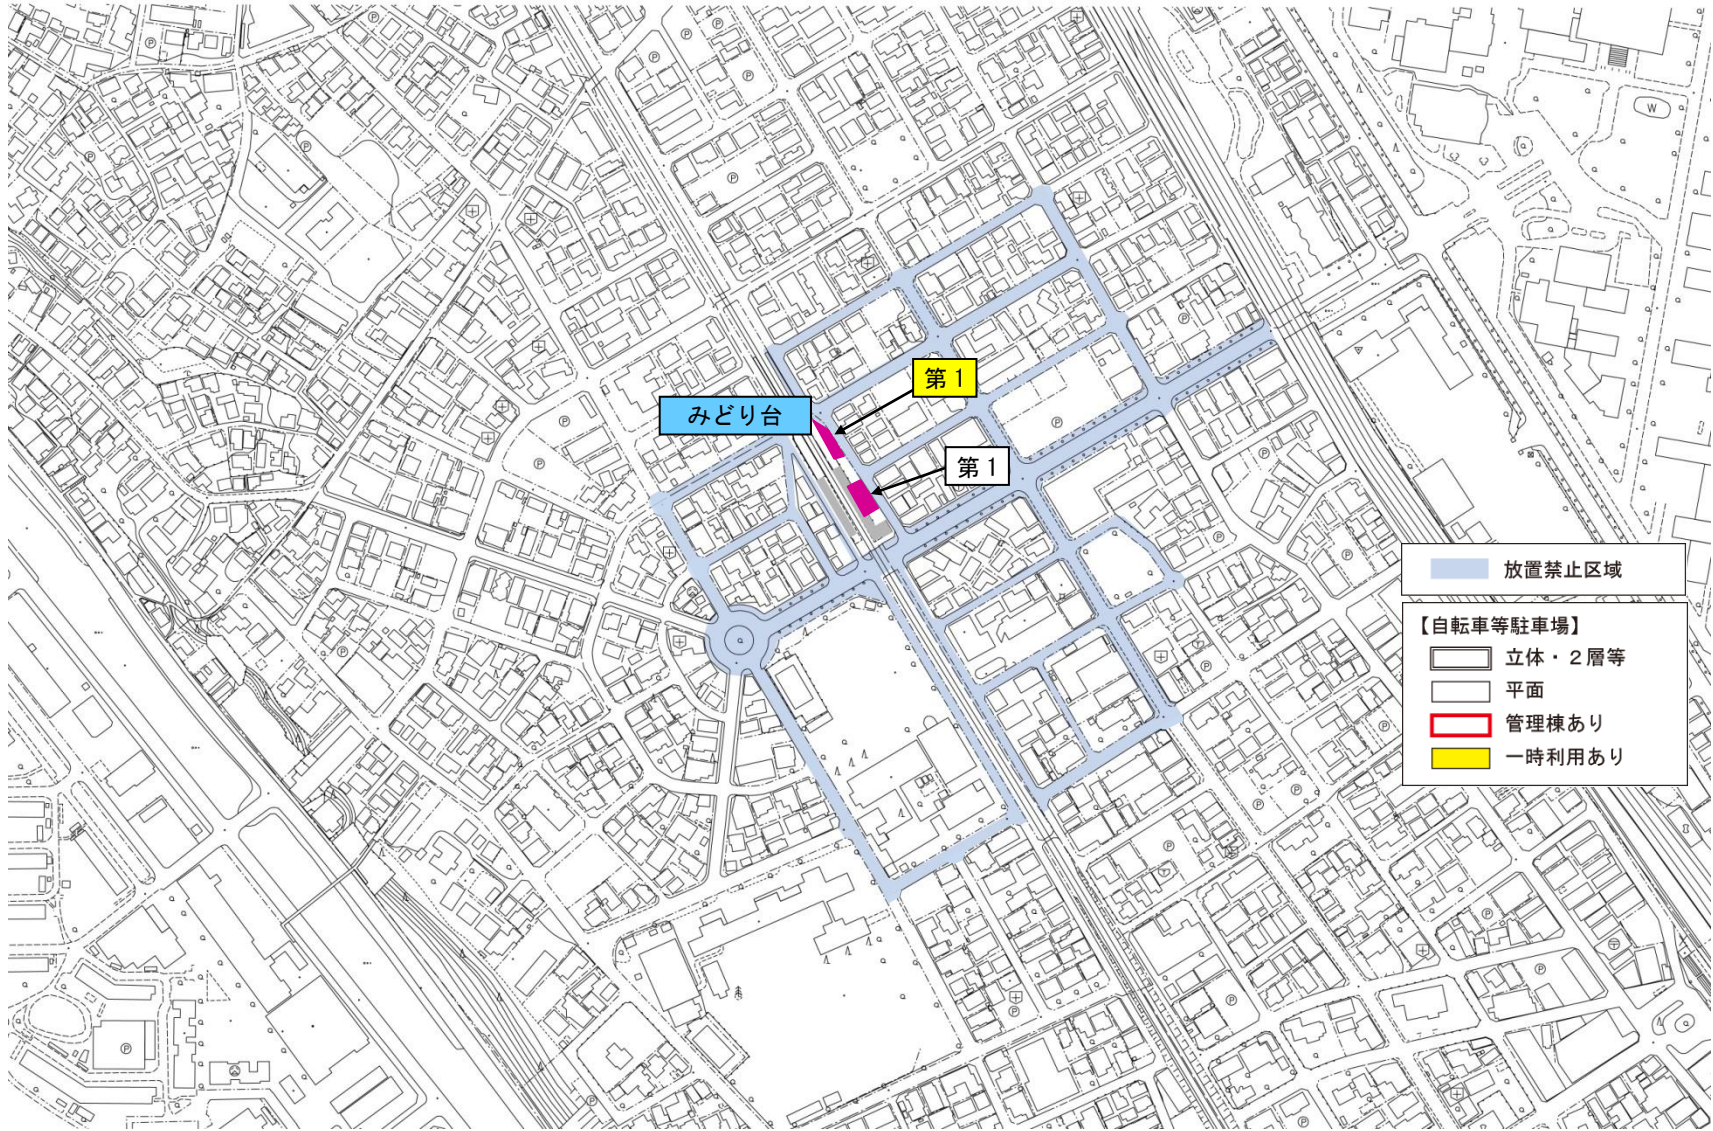 第1
みどり台
第1
放置禁止区域
【自転車等駐車場】
立体・2層等
平面
管理棟あり
一時利用あり
W